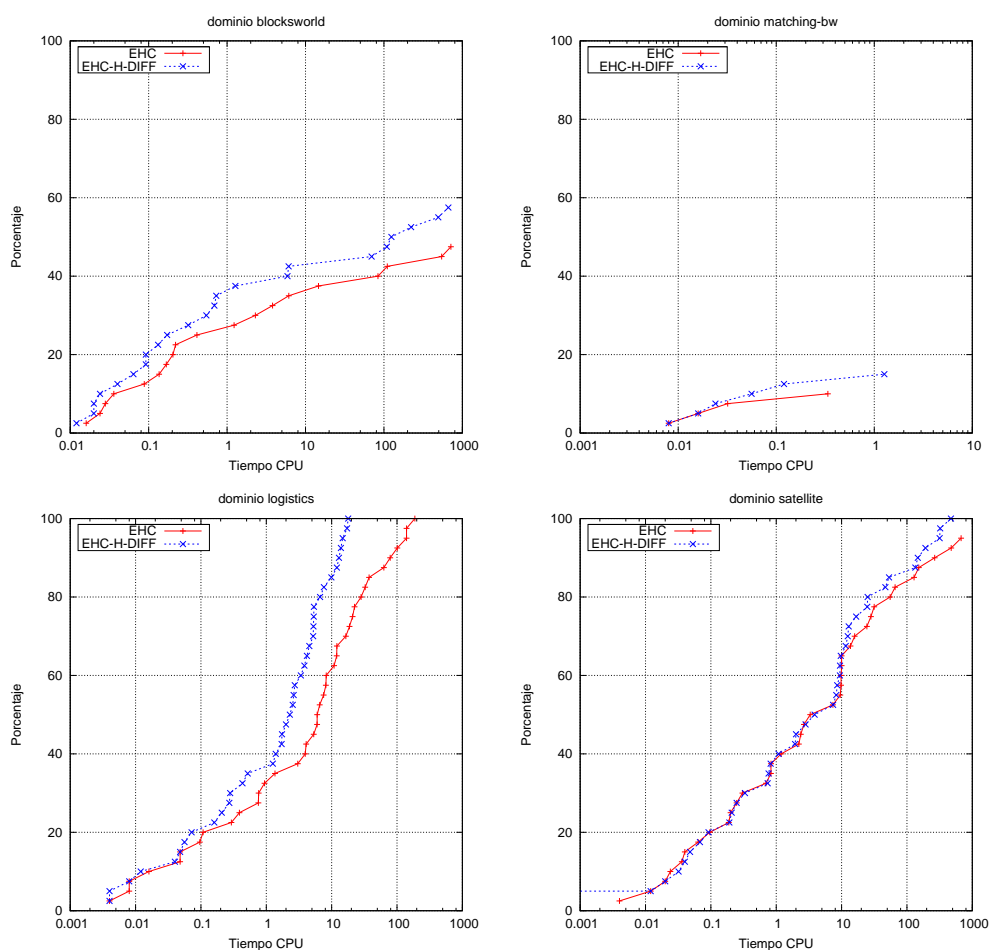 dominio blocksworld
100
80
60
40
20
0
Porcentaje
EHC
EHC-H-DIFF
0.01 0.1 1 10 100 1000
Tiempo CPU
dominio matching-bw
100
80
60
40
20
0
Porcentaje
EHC
EHC-H-DIFF
0.001 0.01 0.1 1 10
Tiempo CPU
dominio logistics
100
80
60
40
20
0
Porcentaje
EHC
EHC-H-DIFF
0.001 0.01 0.1 1 10 100 1000
Tiempo CPU
dominio satellite
100
80
60
40
20
0
Porcentaje
EHC
EHC-H-DIFF
0.001 0.01 0.1 1 10 100 1000
Tiempo CPU